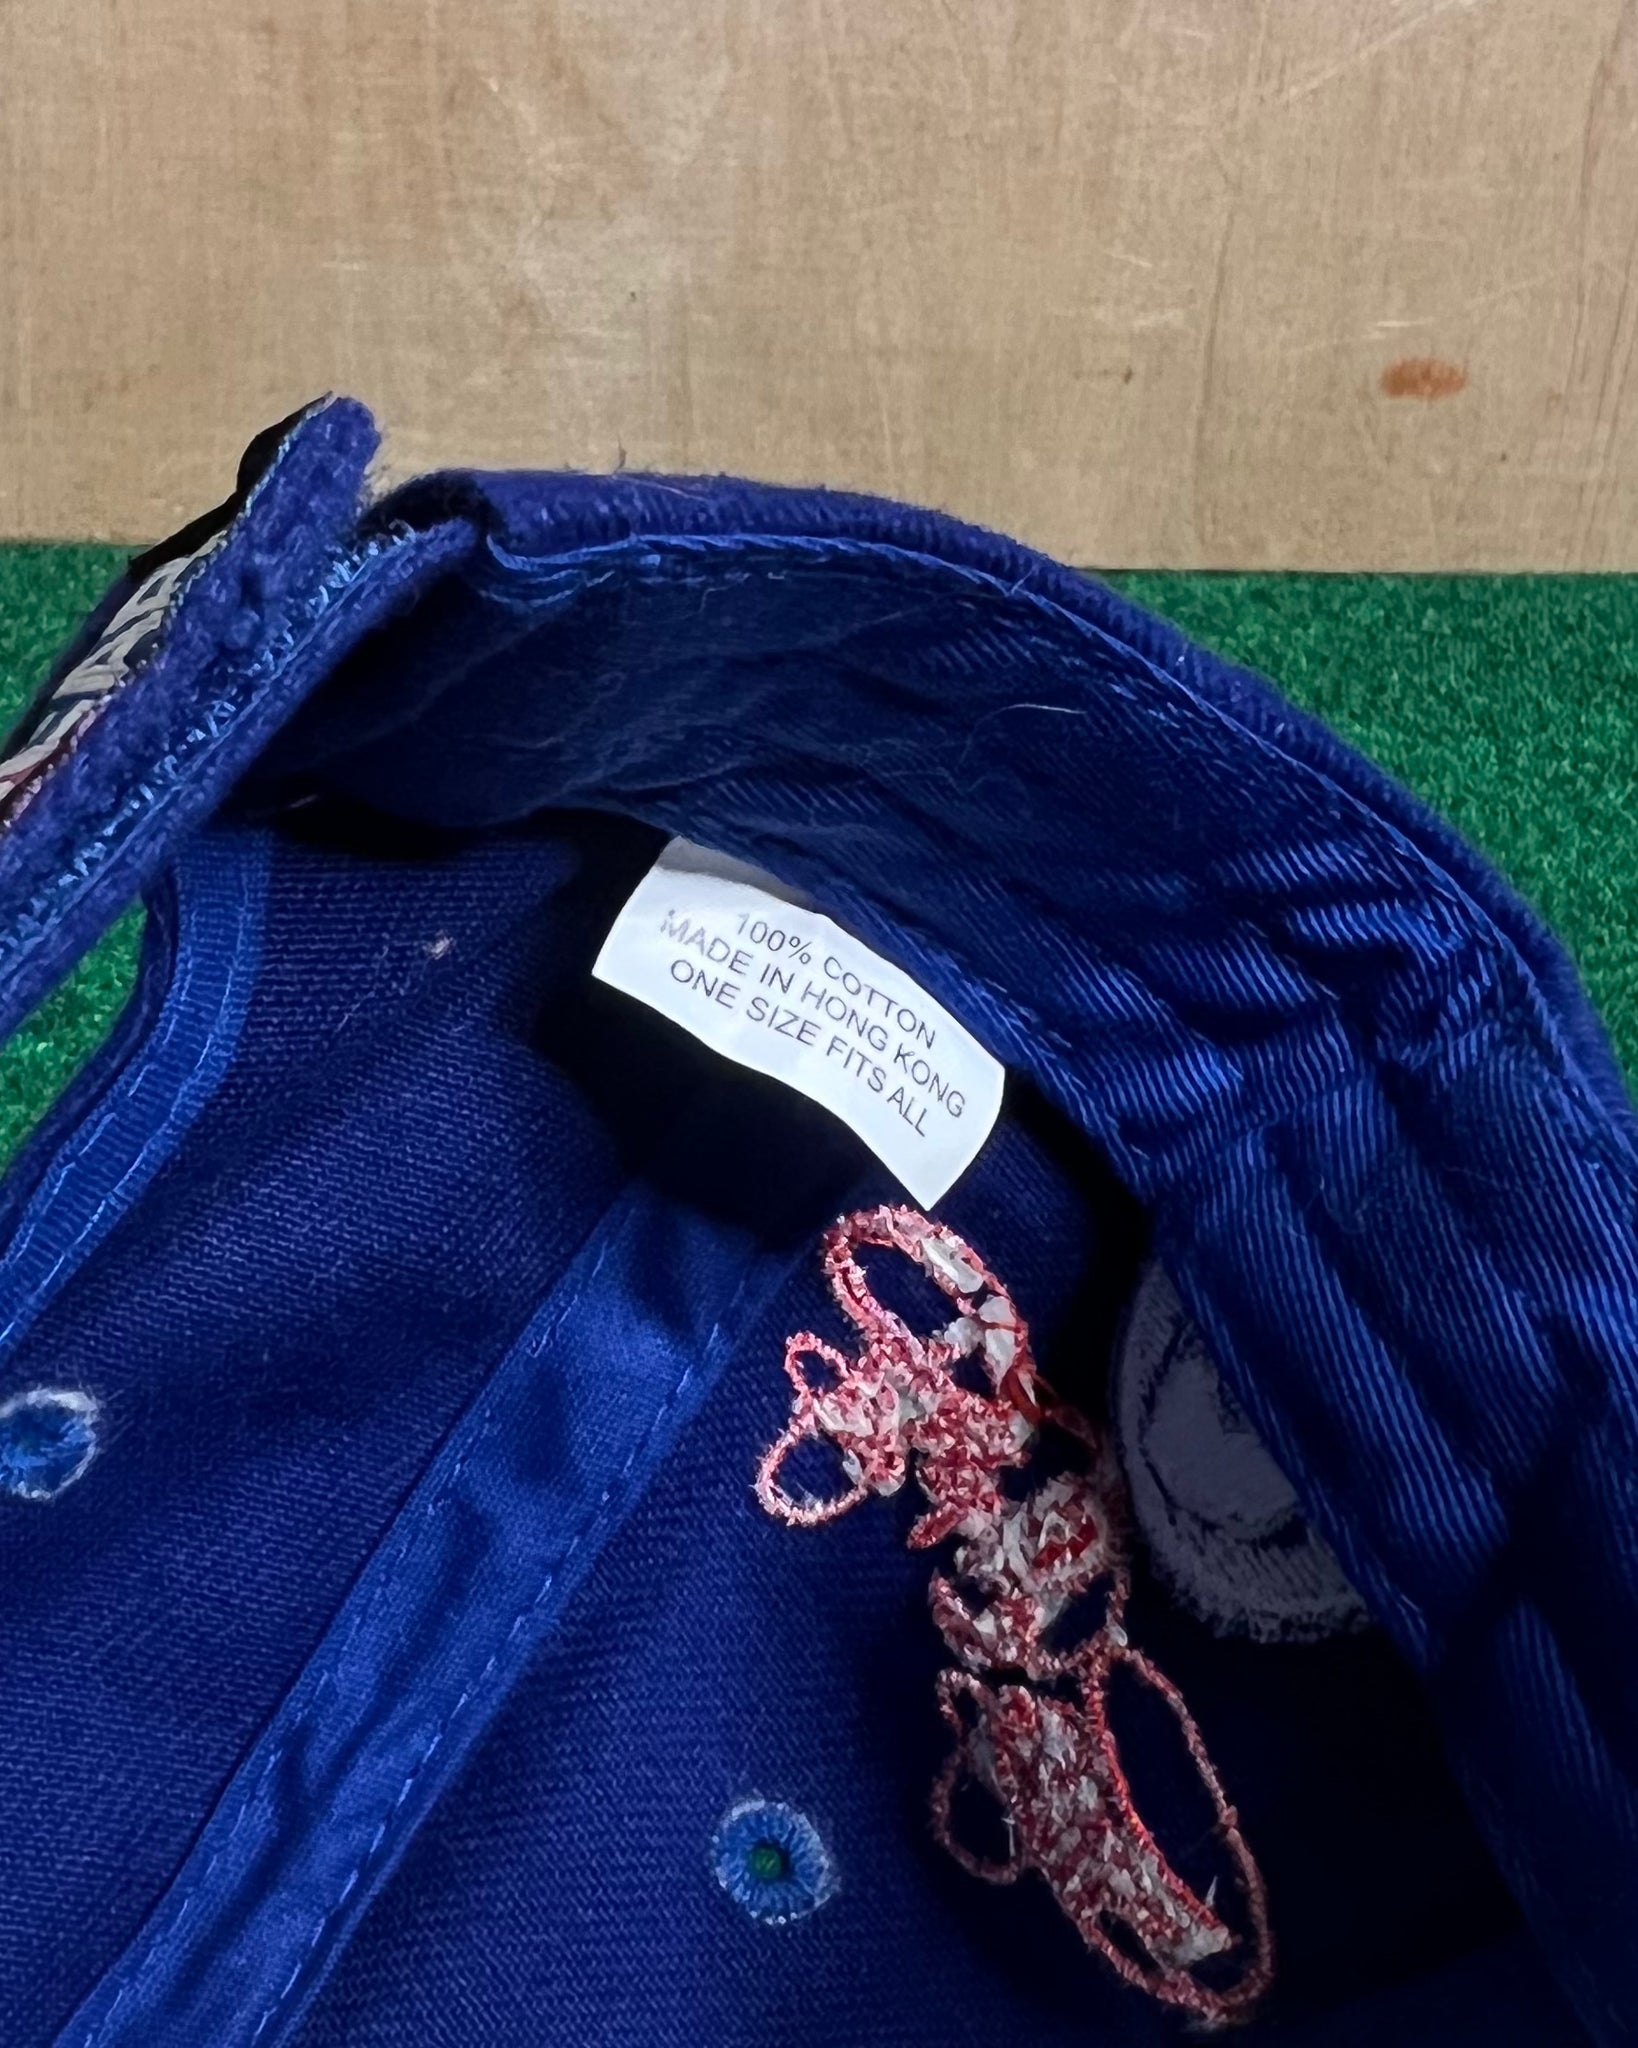 100% COTTON
MADE IN HONG KONG
ONE SIZE FITS ALL